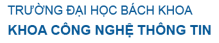 TRƯỜNG ĐẠI HỌC BÁCH KHOA
KHOA CÔNG NGHỆ THÔNG TIN